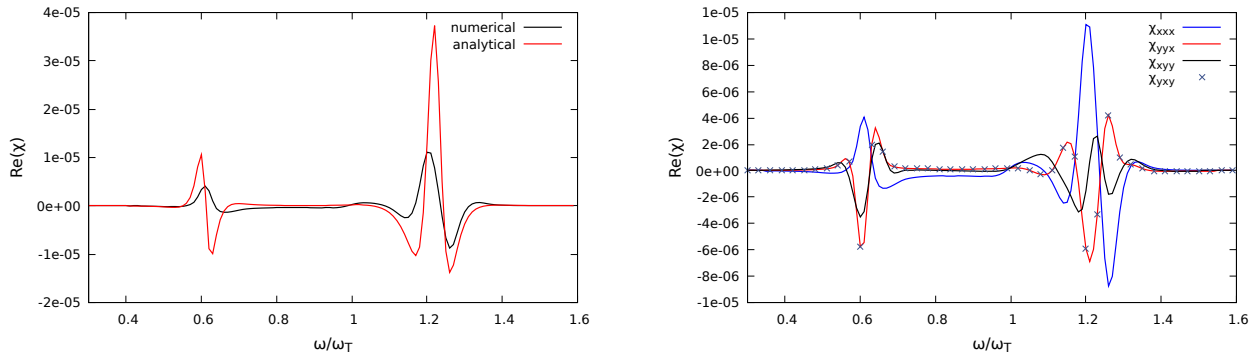 4e-05
3e-05
2e-05
1e-05
0e+00
-1e-05
-2e-05
Re(χ)
0.4 0.6 0.8 1 1.2 1.4 1.6
ω/ω_T
numerical
analytical
1e-05
8e-06
6e-06
4e-06
2e-06
0e+00
-2e-06
-4e-06
-6e-06
-8e-06
-1e-05
Re(χ)
0.4 0.6 0.8 1 1.2 1.4 1.6
ω/ω_T
χ_xxx
χ_yyx
χ_xyy
χ_yxy